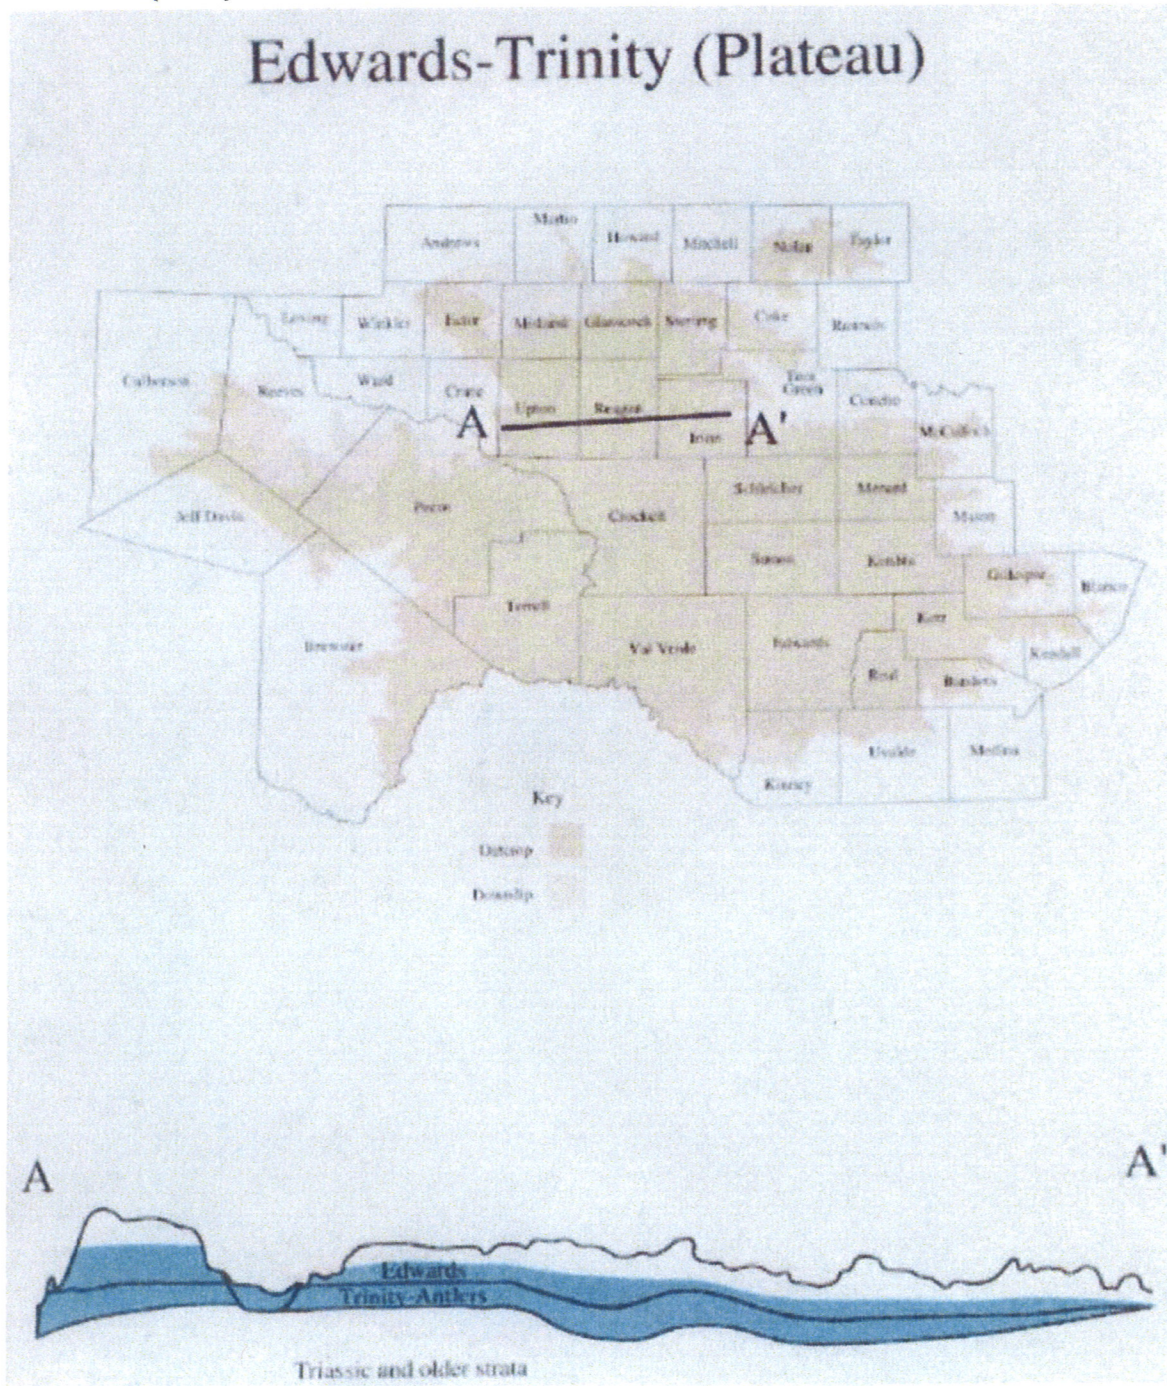 Edwards-Trinity (Plateau)
Andrews
Martin
Howard
Mitchell
Nolan
Taylor
Loving
Winkler
Ector
Midland
Glasscock
Sterling
Coke
Runnels
Culberson
Reeves
Ward
Crane
Upton
Reagan
Irion
Tom
Green
Concho
McCulloch
A
A'
Jeff Davis
Pecos
Crockett
Schleicher
Menard
Mason
Sutton
Kimble
Gillespie
Blanco
Terrell
Kerr
Brewster
Val Verde
Edwards
Real
Bandera
Kendall
Uvalde
Medina
Kinney
Key
Outcrop
Downdip
A
A'
Edwards
Trinity-Antlers
Triassic and older strata